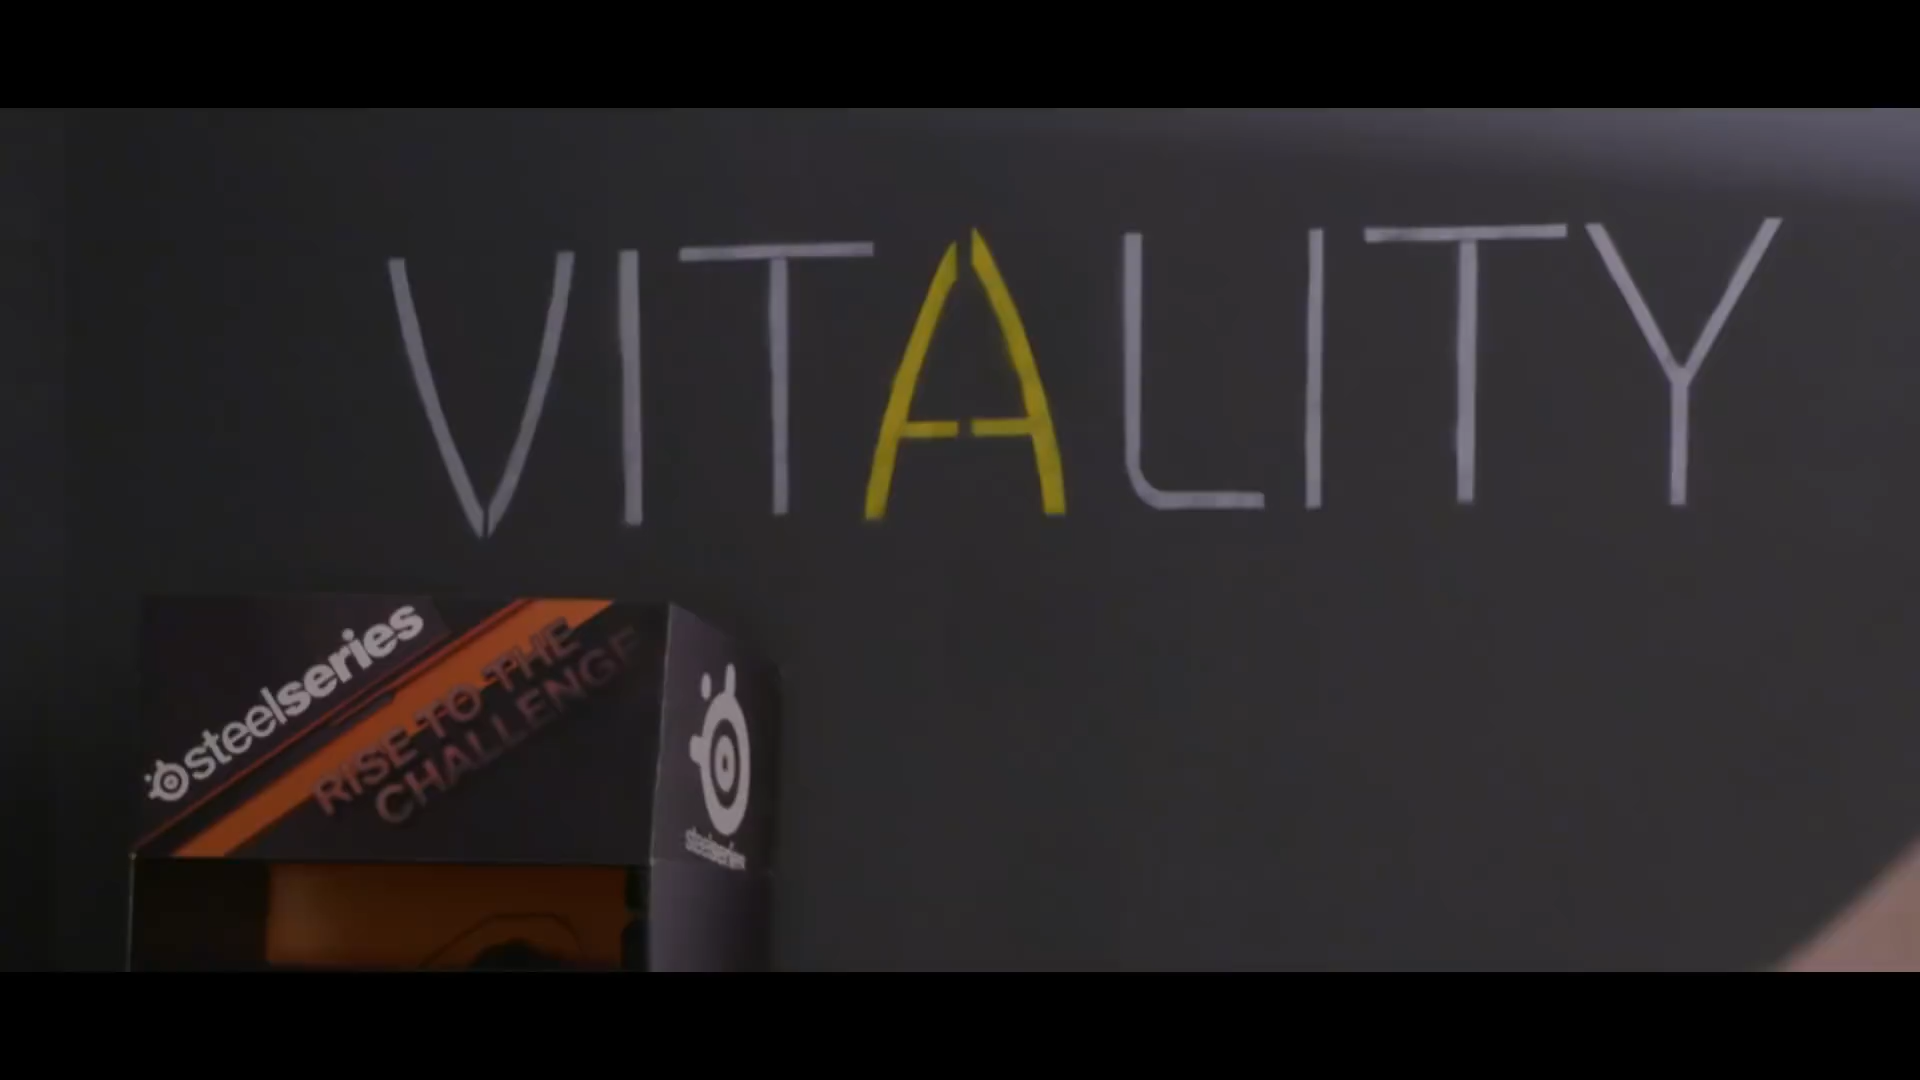 VITALITY
steelseries
RISE TO THE
CHALLENGE
steelseries